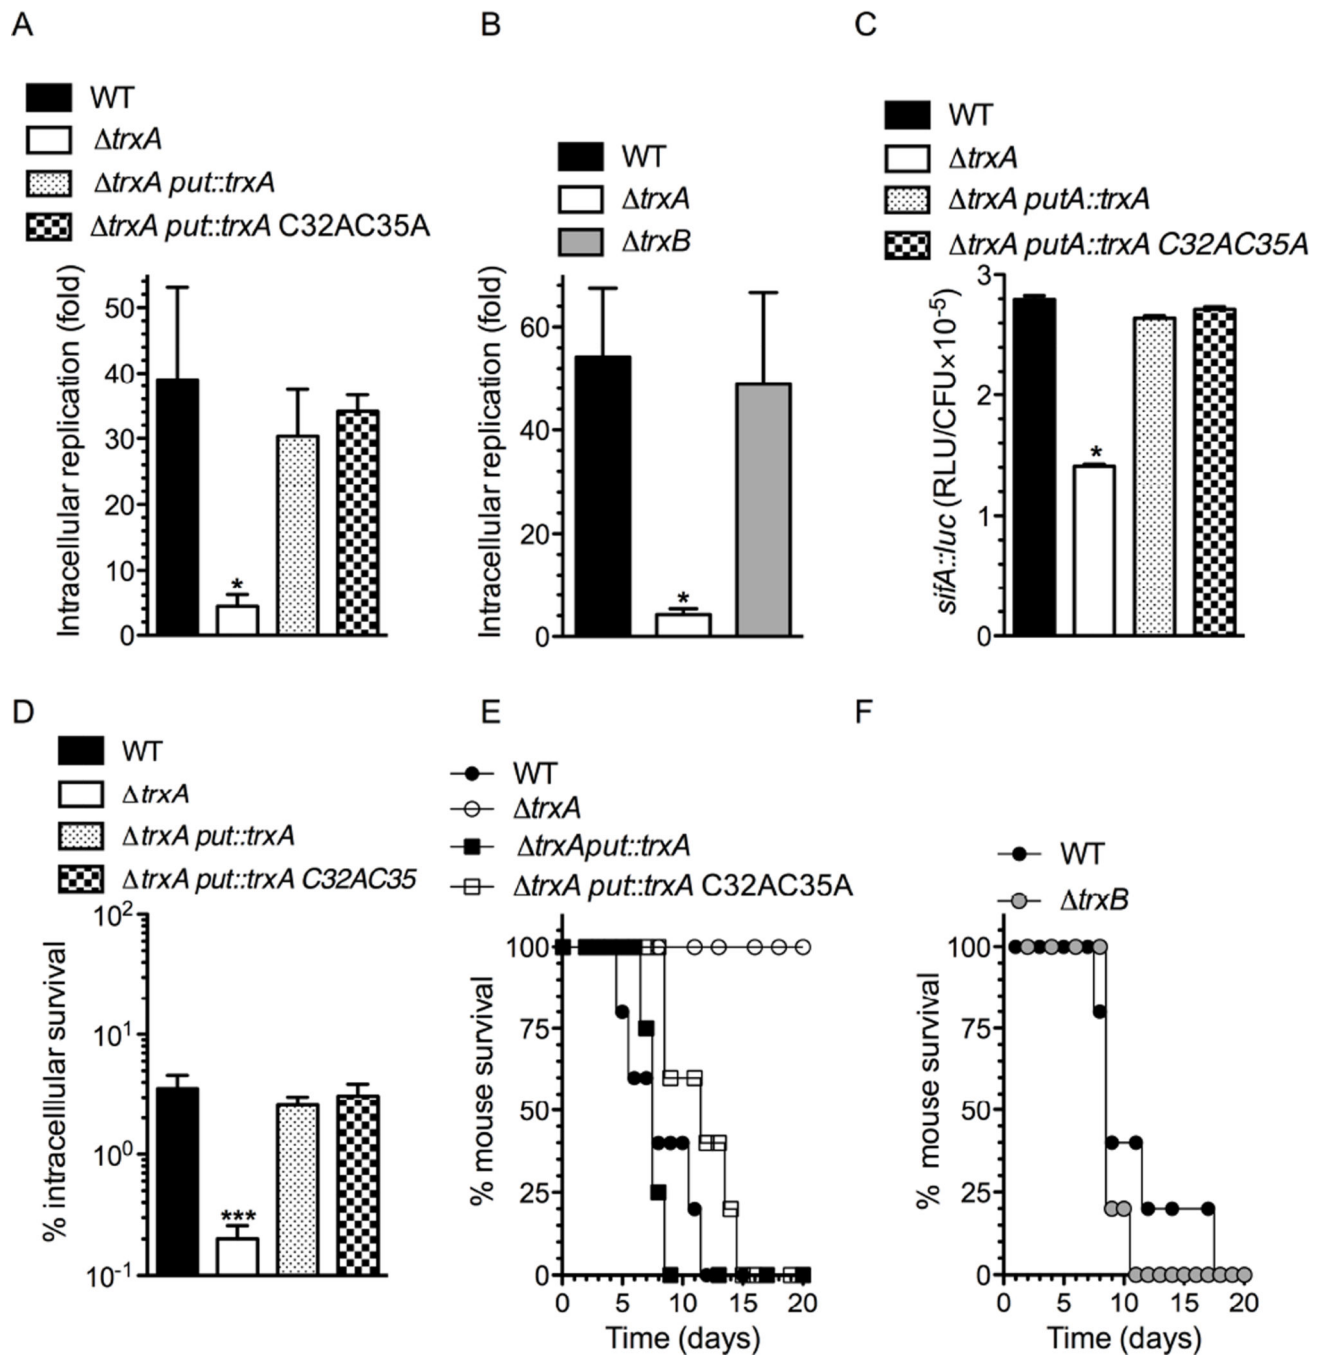 A
WT
ΔtrxA
ΔtrxA put::trxA
ΔtrxA put::trxA C32AC35A
Intracellular replication (fold)
50
40
30
20
10
0
*
B
WT
ΔtrxA
ΔtrxB
Intracellular replication (fold)
60
40
20
0
*
C
WT
ΔtrxA
ΔtrxA putA::trxA
ΔtrxA putA::trxA C32AC35A
sifA::luc (RLU/CFU×10-5)
3
2
1
0
*
D
WT
ΔtrxA
ΔtrxA put::trxA
ΔtrxA put::trxA C32AC35
% intracelllular survival
102
101
100
10-1
***
E
WT
ΔtrxA
ΔtrxAput::trxA
ΔtrxA put::trxA C32AC35A
% mouse survival
100
75
50
25
0
0 5 10 15 20
Time (days)
F
WT
ΔtrxB
% mouse survival
100
75
50
25
0
0 5 10 15 20
Time (days)